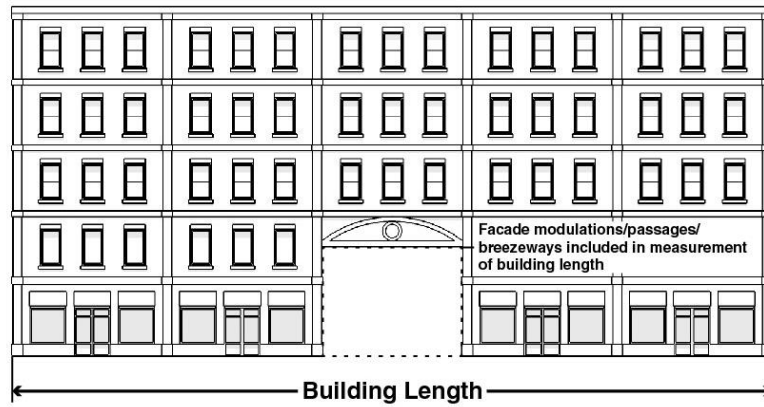 Facade modulations/passages/
breezeways included in measurement
of building length
Building Length